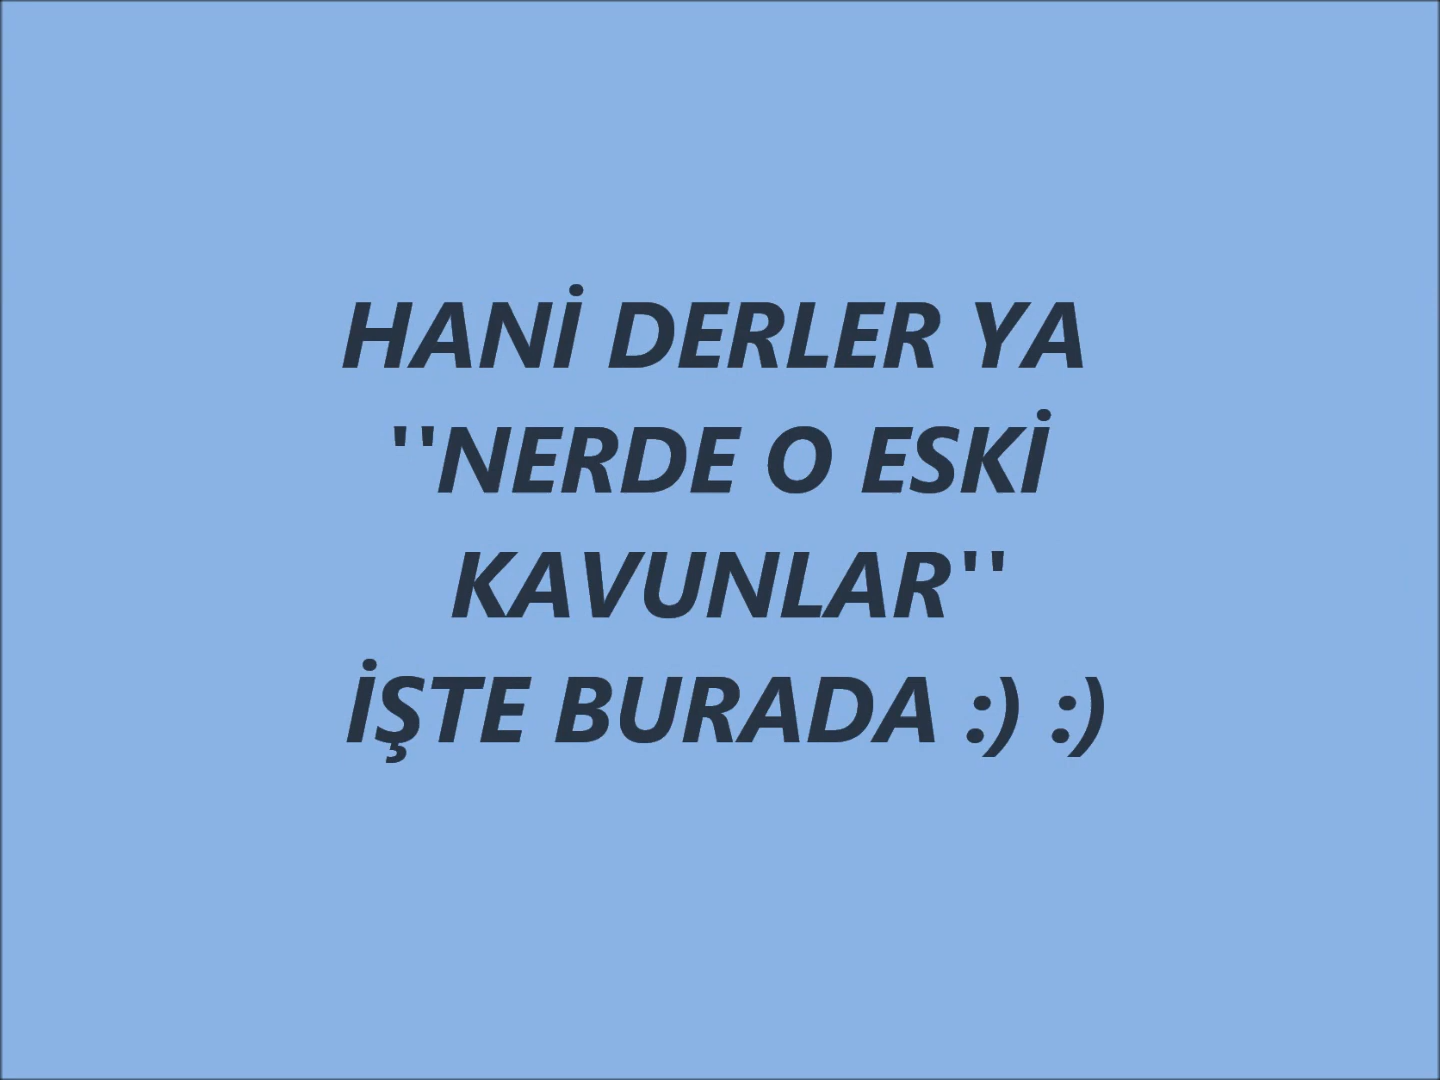 HANİ DERLER YA
''NERDE O ESKİ
KAVUNLAR''
İŞTE BURADA :) :)